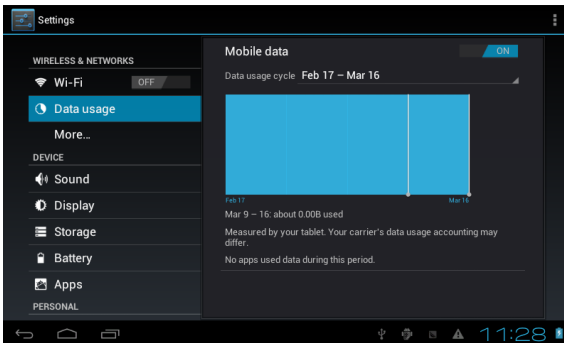 Settings
WIRELESS & NETWORKS
Wi-Fi OFF
Data usage
More...
DEVICE
Sound
Display
Storage
Battery
Apps
PERSONAL
Mobile data ON
Data usage cycle Feb 17 – Mar 16
Feb 17 Mar 16
Mar 9 – 16: about 0.00B used
Measured by your tablet. Your carrier's data usage accounting may
differ.
No apps used data during this period.
11:28